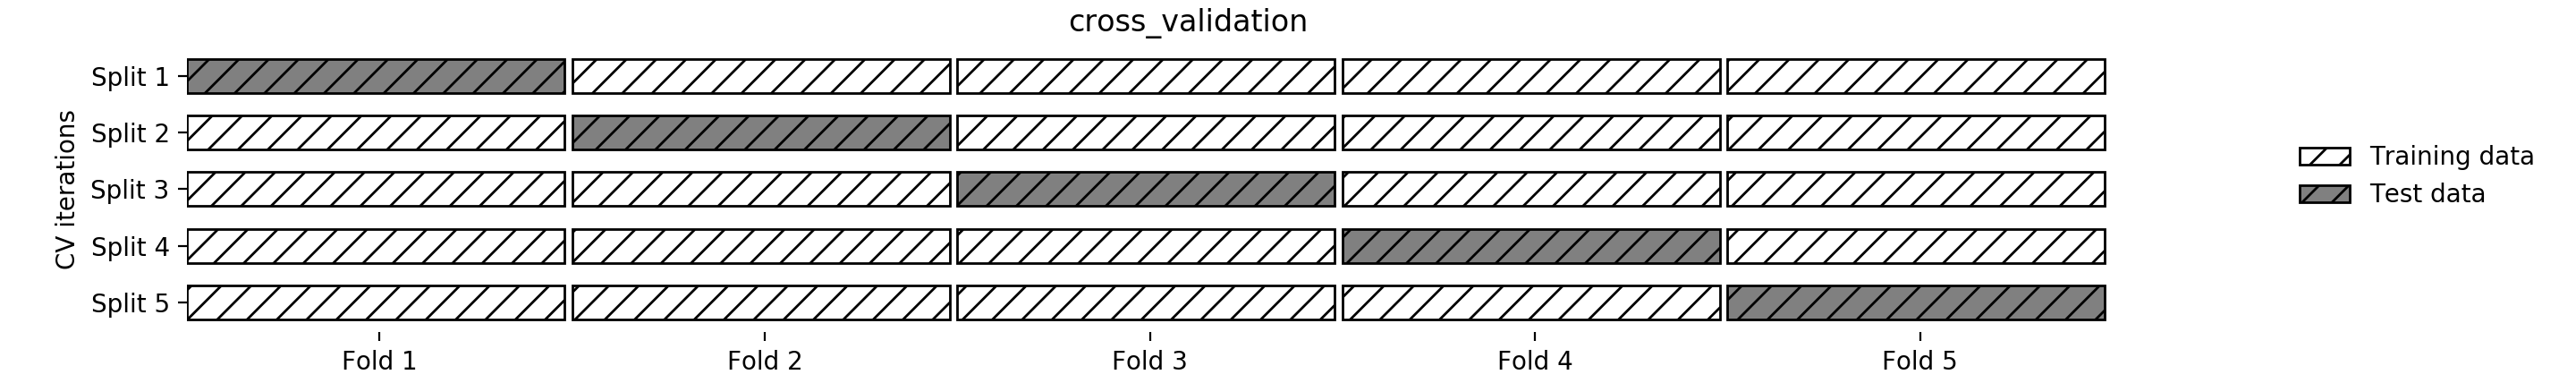 cross_validation
CV iterations
Split 1
Split 2
Split 3
Split 4
Split 5
Fold 1
Fold 2
Fold 3
Fold 4
Fold 5
Training data
Test data